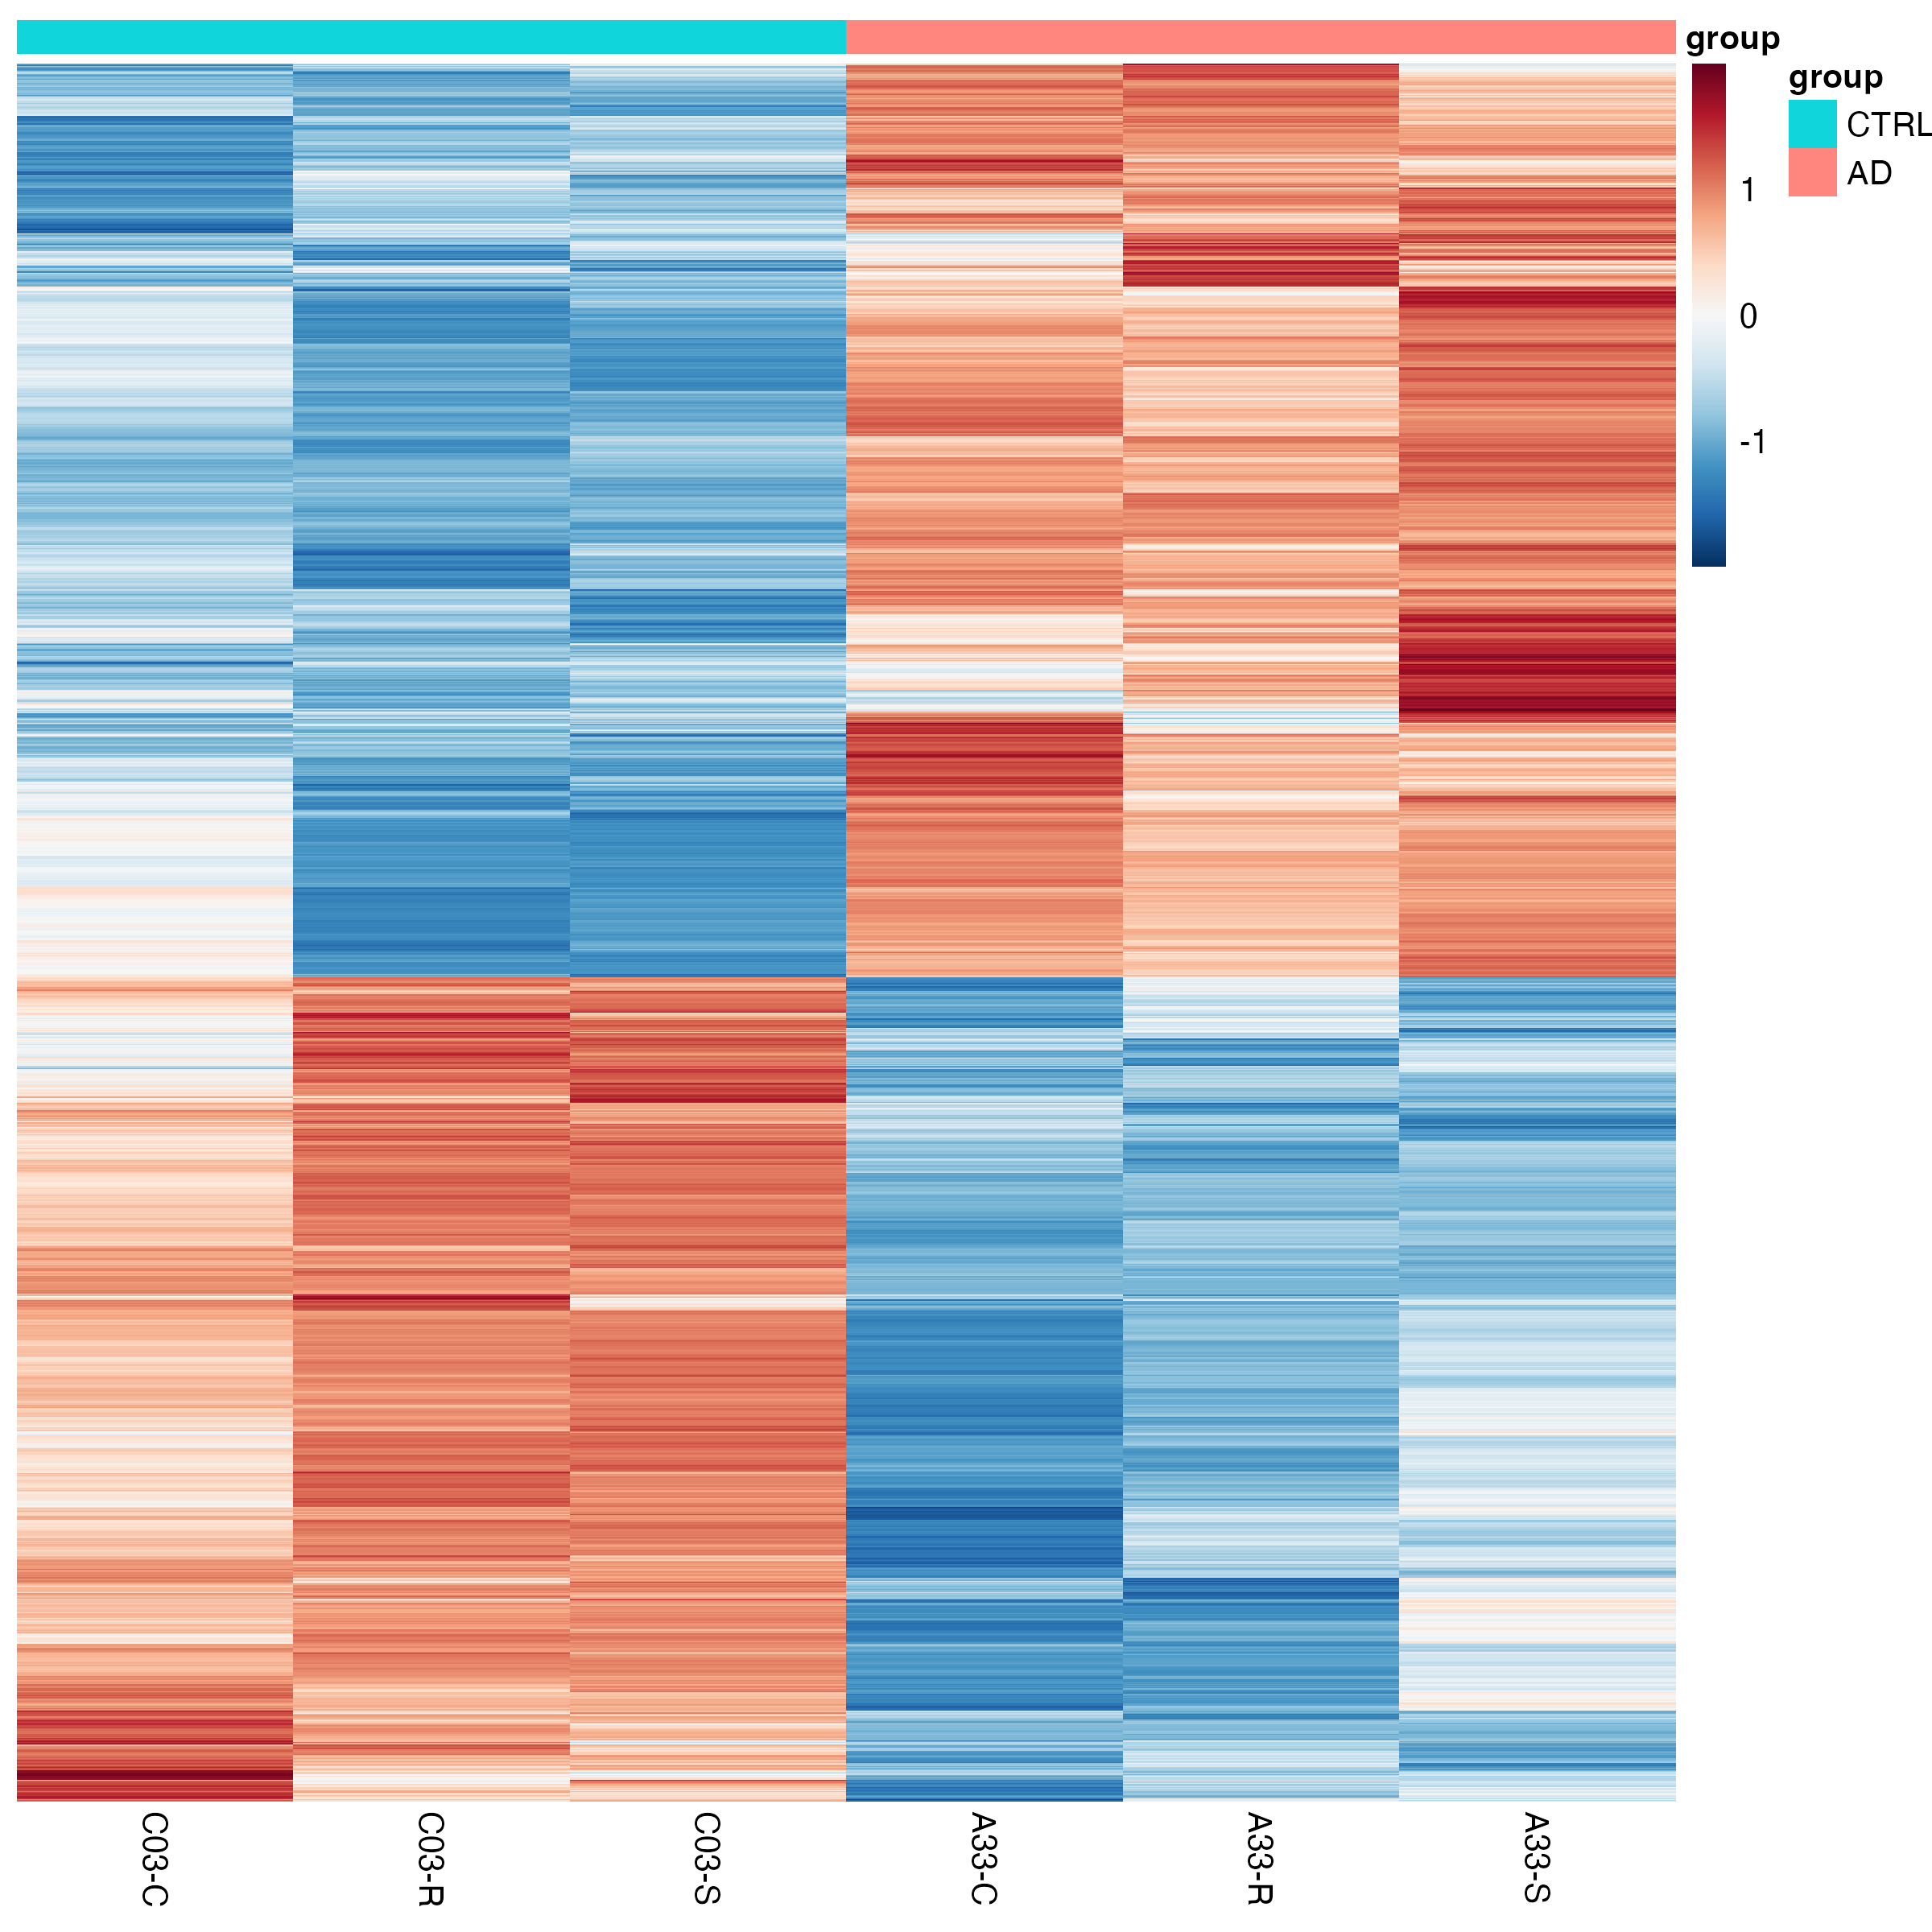 group
group
CTRL
AD
1
0
-1
C03-C
C03-R
C03-S
A33-C
A33-R
A33-S